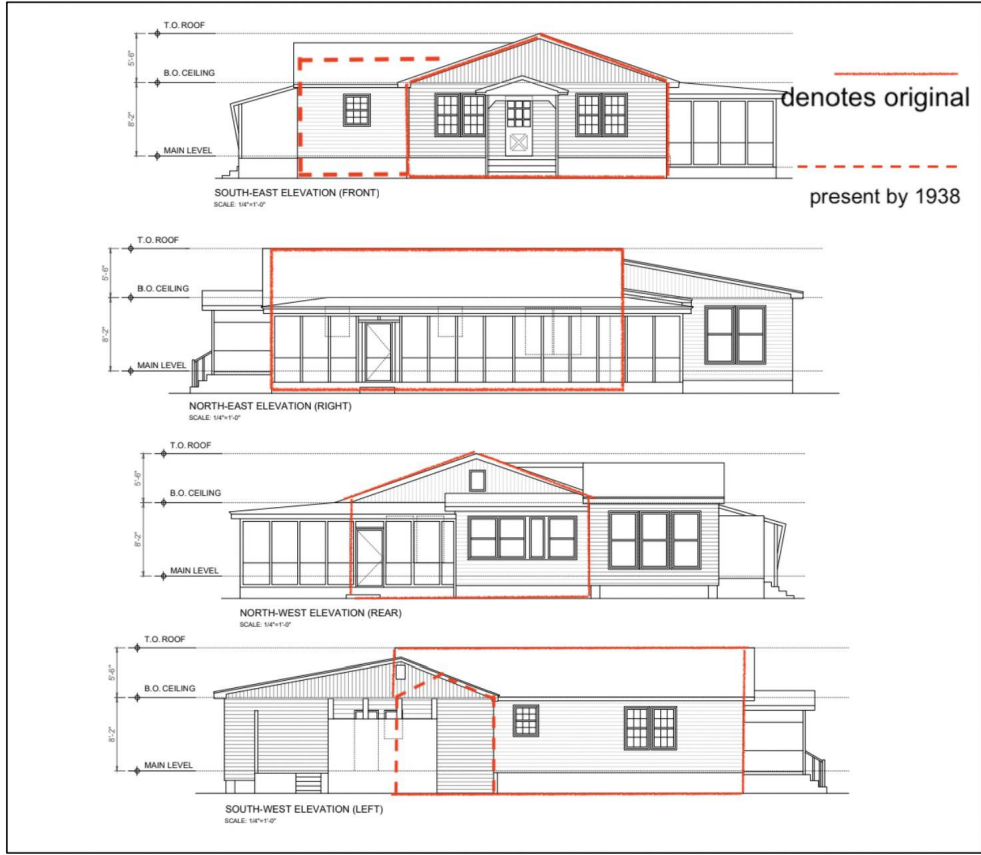 T.O. ROOF
5'-6"
B.O. CEILING
8'-2"
MAIN LEVEL
SOUTH-EAST ELEVATION (FRONT)
SCALE: 1/4"=1'-0"
denotes original
present by 1938
T.O. ROOF
5'-6"
B.O. CEILING
8'-2"
MAIN LEVEL
NORTH-EAST ELEVATION (RIGHT)
SCALE: 1/4"=1'-0"
T.O. ROOF
5'-6"
B.O. CEILING
8'-2"
MAIN LEVEL
NORTH-WEST ELEVATION (REAR)
SCALE: 1/4"=1'-0"
T.O. ROOF
5'-6"
B.O. CEILING
8'-2"
MAIN LEVEL
SOUTH-WEST ELEVATION (LEFT)
SCALE: 1/4"=1'-0"